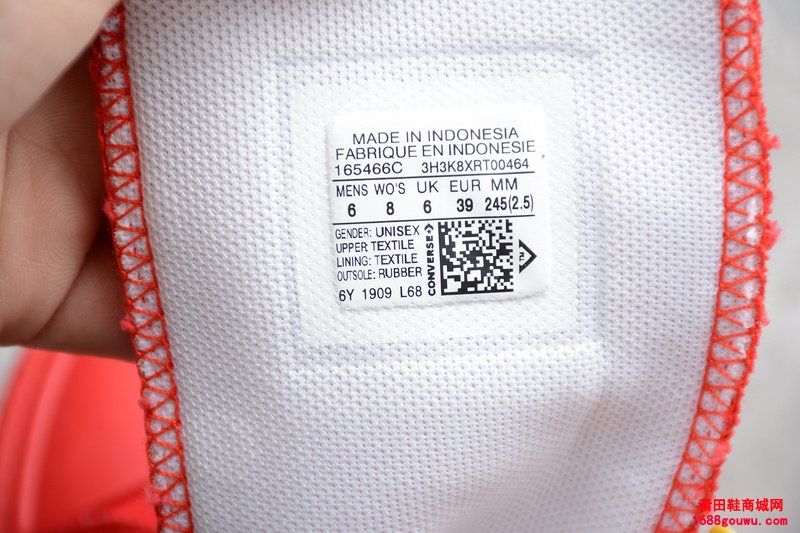 MADE IN INDONESIA
FABRIQUE EN INDONESIE
165466C 3H3K8XRT00464
MENS WO'S UK EUR MM
6 8 6 39 245(2.5)
GENDER: UNISEX
UPPER TEXTILE
LINING: TEXTILE
OUTSOLE: RUBBER
6Y 1909 L68
CONVERSE
TM
莆田鞋商城网
1688gouwu.com